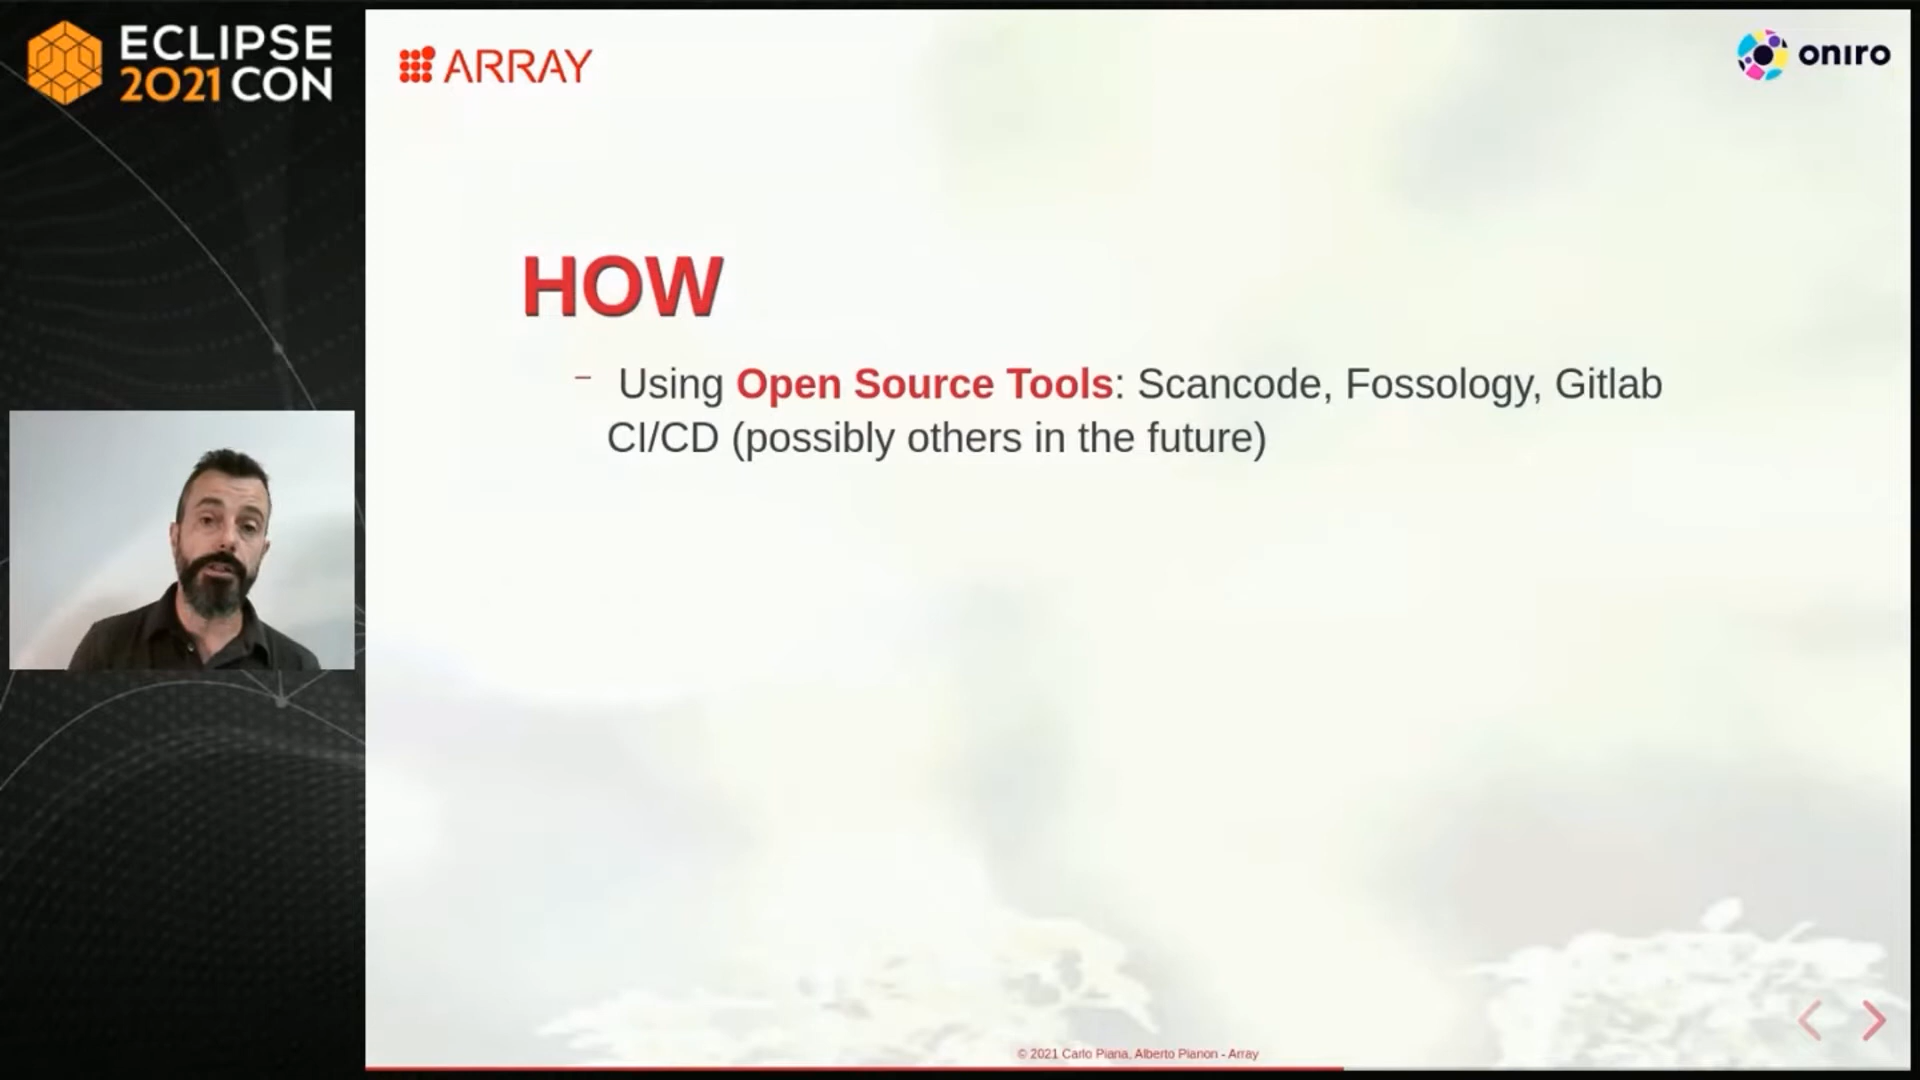 ECLIPSE
2021 CON
ARRAY
oniro
HOW
– Using Open Source Tools: Scancode, Fossology, Gitlab
CI/CD (possibly others in the future)
© 2021 Carlo Piana, Alberto Pianon - Array